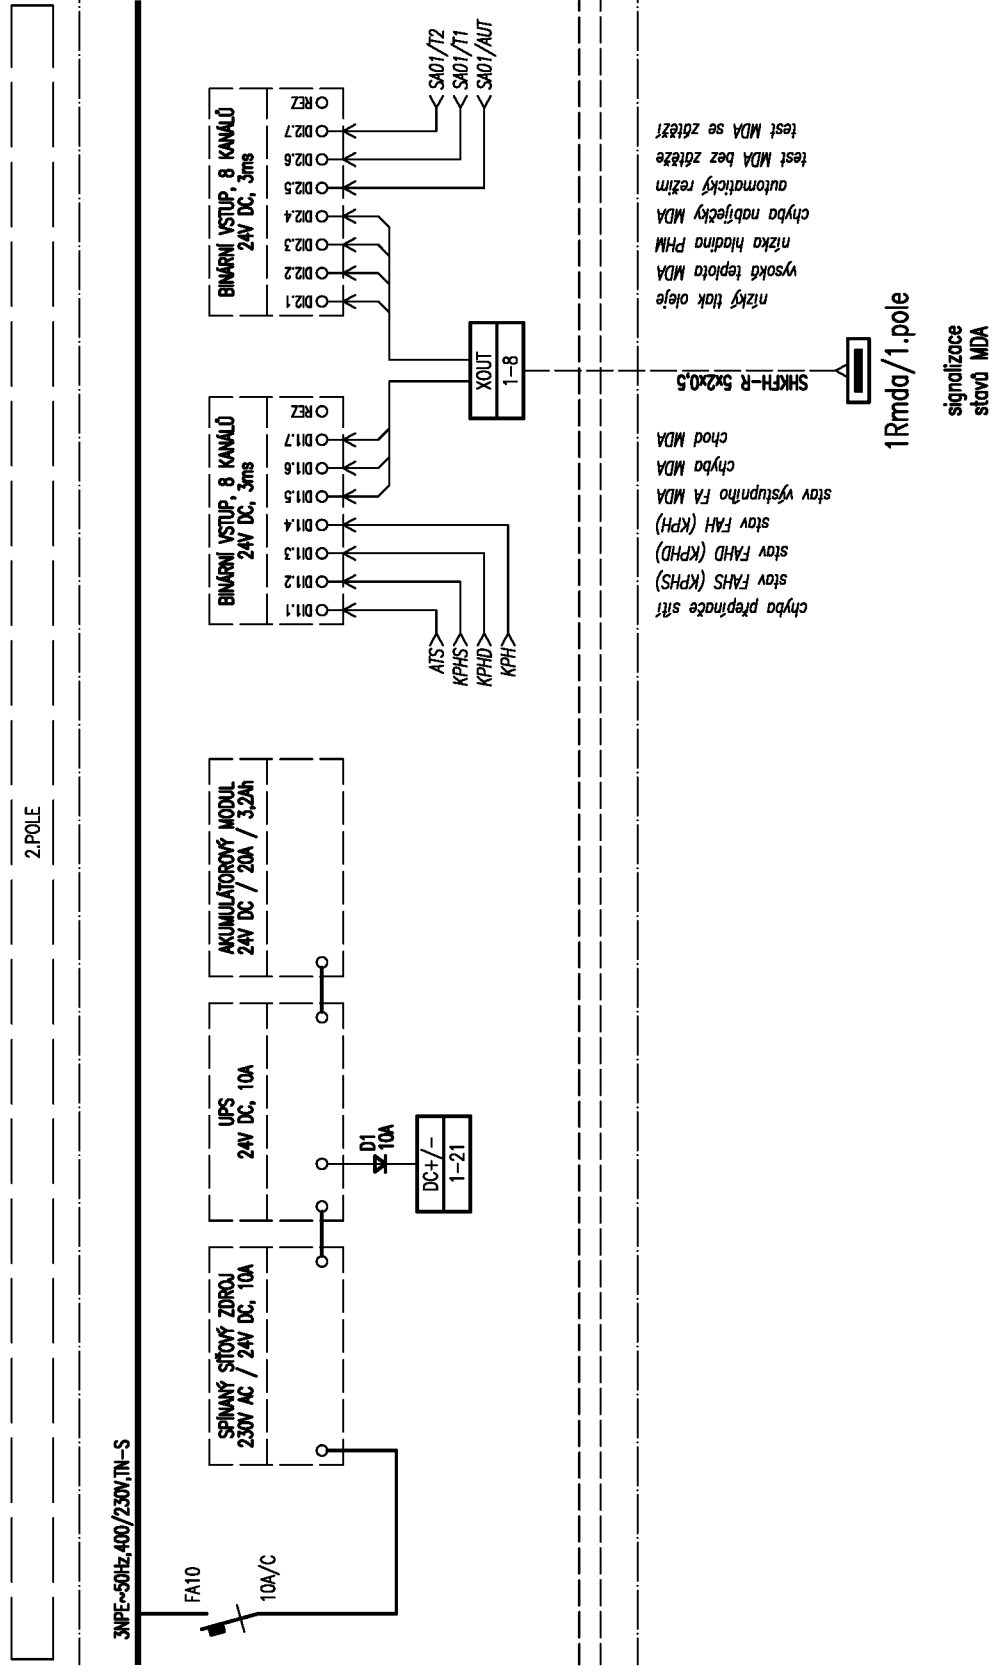 2.POLE
3NPE~50Hz,400/230V,TN-S
FA10
10A/C
SPÍNANÝ SÍŤOVÝ ZDROJ
230V AC / 24V DC, 10A
UPS
24V DC, 10A
D1
10A
DC+/-
1-21
AKUMULÁTOROVÝ MODUL
24V DC / 20A / 3,2Ah
BINÁRNÍ VSTUP, 8 KANÁLŮ
24V DC, 3ms
DI1.1
DI1.2
DI1.3
DI1.4
DI1.5
DI1.6
DI1.7
REZ
ATS
KPHS
KPHD
KPH
BINÁRNÍ VSTUP, 8 KANÁLŮ
24V DC, 3ms
DI2.1
DI2.2
DI2.3
DI2.4
DI2.5
DI2.6
DI2.7
REZ
SA01/T2
SA01/T1
SA01/AUT
XOUT
1-8
chyba přepínače sítí
stav FAHS (KPHS)
stav FAHD (KPHD)
stav FAH (KPH)
stav výstupního FA MDA
chyba MDA
chod MDA
SHKFH-R 5x2x0,5
nízký tlak oleje
vysoká teplota MDA
nízka hladina PHM
chyba nabíječky MDA
automatický režim
test MDA bez zátěže
test MDA se zátěží
1Rmda/1.pole
signalizace
stavů MDA